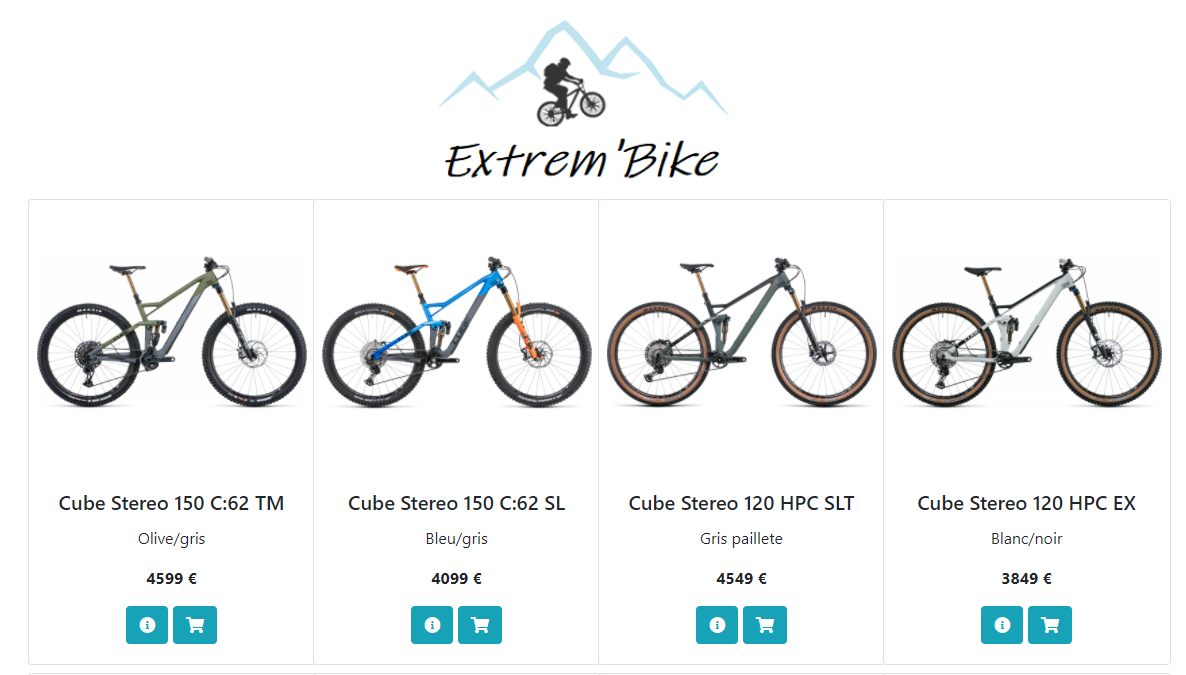 Extrem'Bike
Cube Stereo 150 C:62 TM
Olive/gris
4599 €
Cube Stereo 150 C:62 SL
Bleu/gris
4099 €
Cube Stereo 120 HPC SLT
Gris paillete
4549 €
Cube Stereo 120 HPC EX
Blanc/noir
3849 €